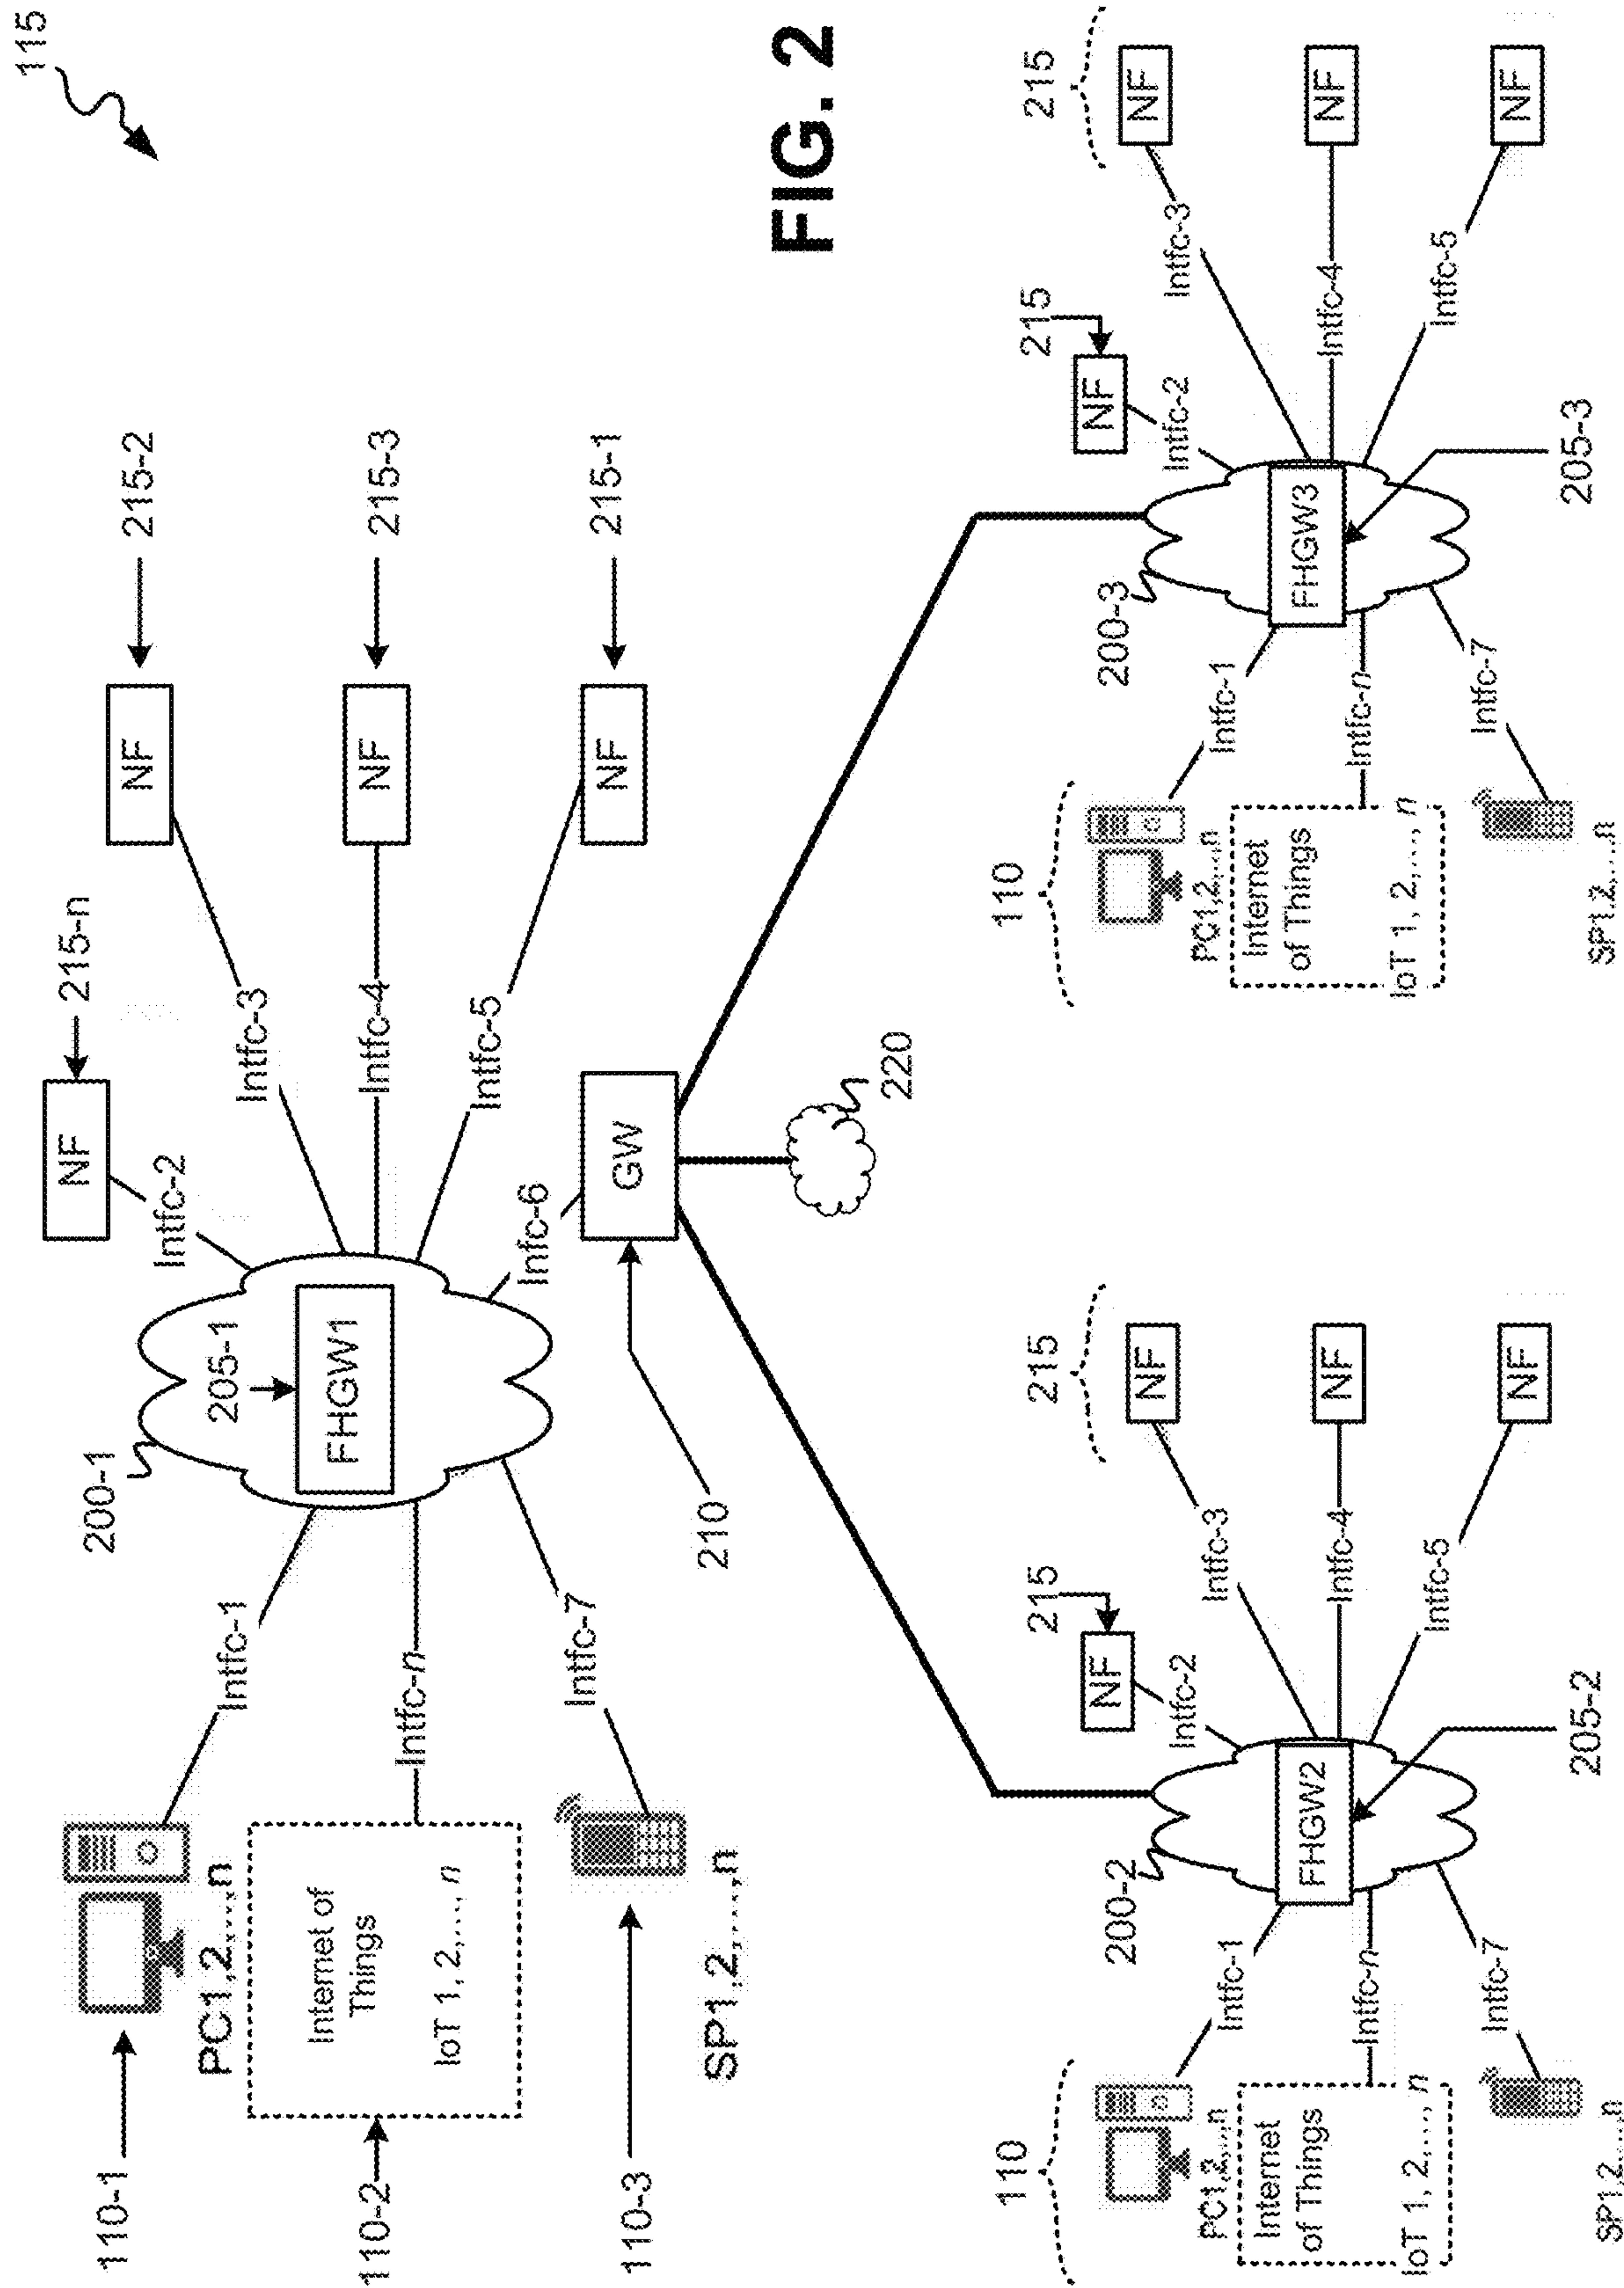 115
215-n
NF
215-2
NF
215-3
NF
215-1
NF
Intfc-2
Intfc-3
Intfc-4
Intfc-5
Infc-6
200-1
205-1
FHGW1
110-1
PC1,2,...,n
Intfc-1
110-2
Internet of
Things
IoT 1, 2,..., n
Intfc-n
110-3
SP1,2,...,n
Intfc-7
210
GW
220
FIG. 2
110
PC1,2,...,n
Internet
of Things
IoT 1, 2,..., n
SP1,2,...,n
Intfc-1
Intfc-n
Intfc-7
200-2
FHGW2
205-2
215
NF
Intfc-2
Intfc-3
Intfc-4
Intfc-5
215
NF
NF
NF
110
PC1,2,...,n
Internet
of Things
IoT 1, 2,..., n
SP1,2,...,n
Intfc-1
Intfc-n
Intfc-7
200-3
FHGW3
205-3
215
NF
Intfc-2
Intfc-3
Intfc-4
Intfc-5
215
NF
NF
NF